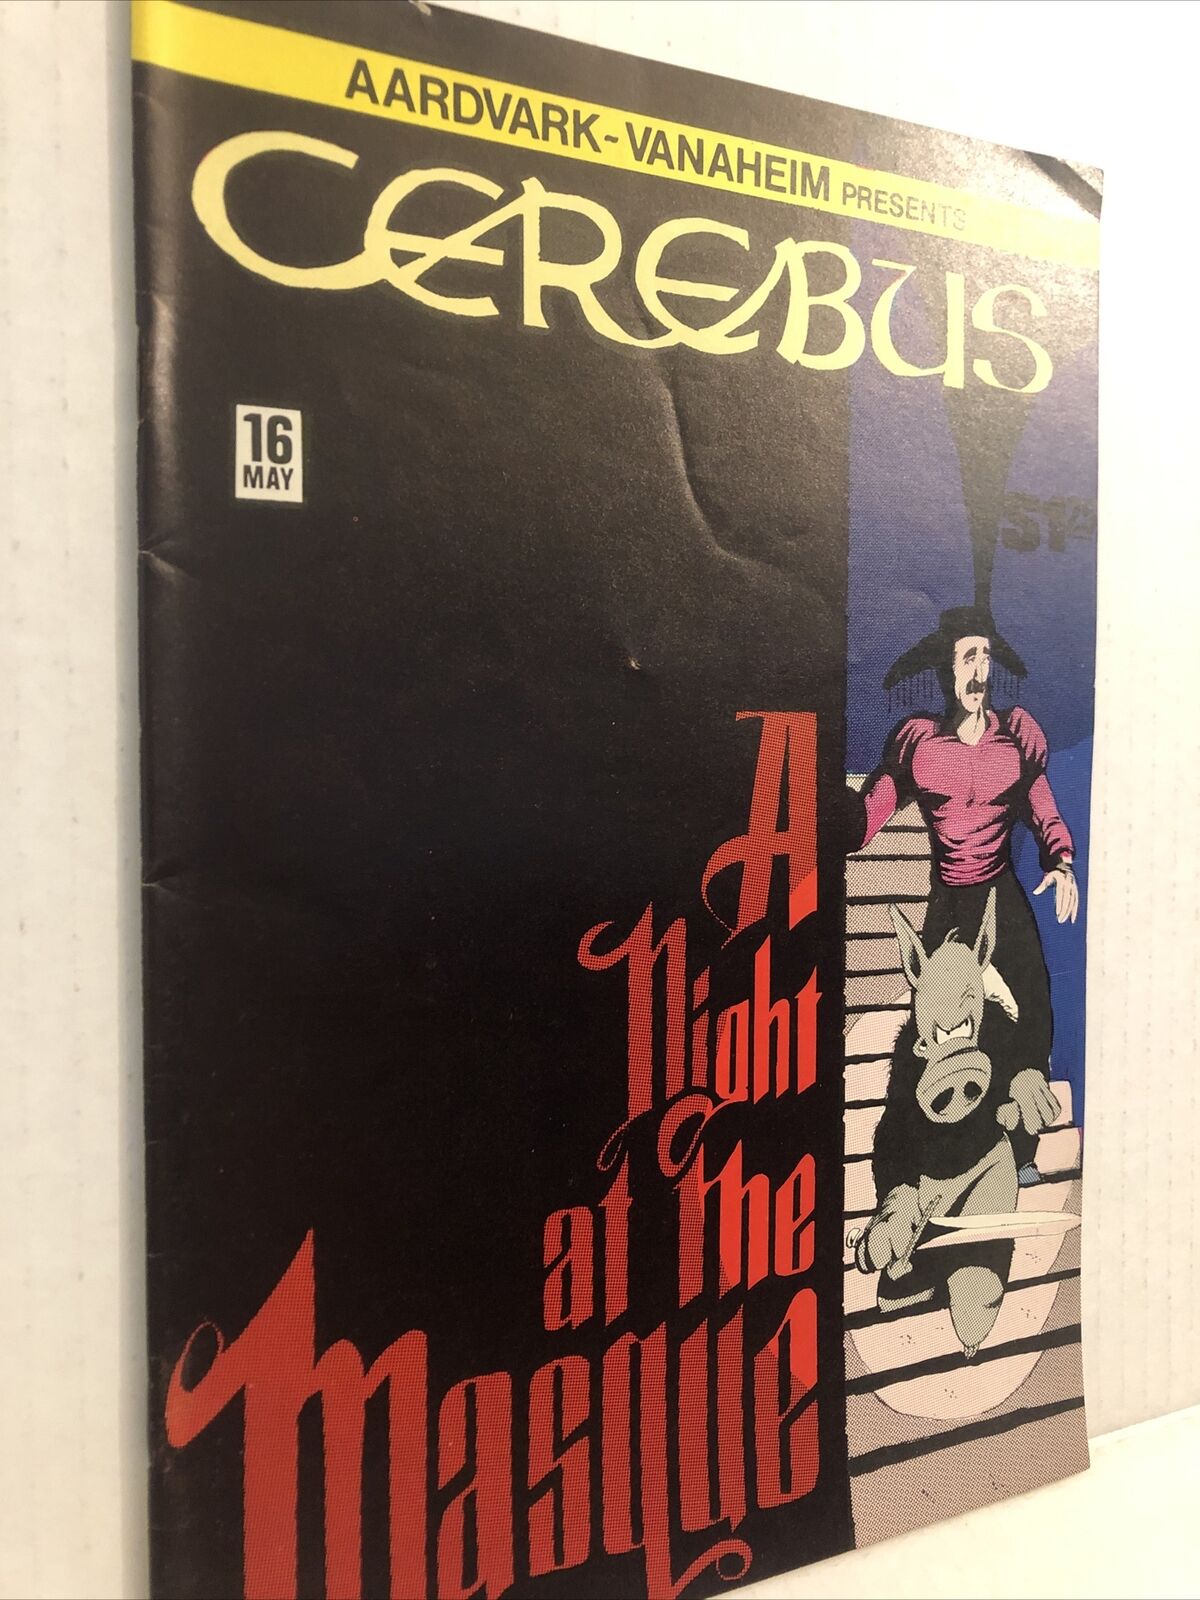 AARDVARK-VANAHEIM PRESENTS
CEREBUS
16
MAY
A
Night
at the
Masque